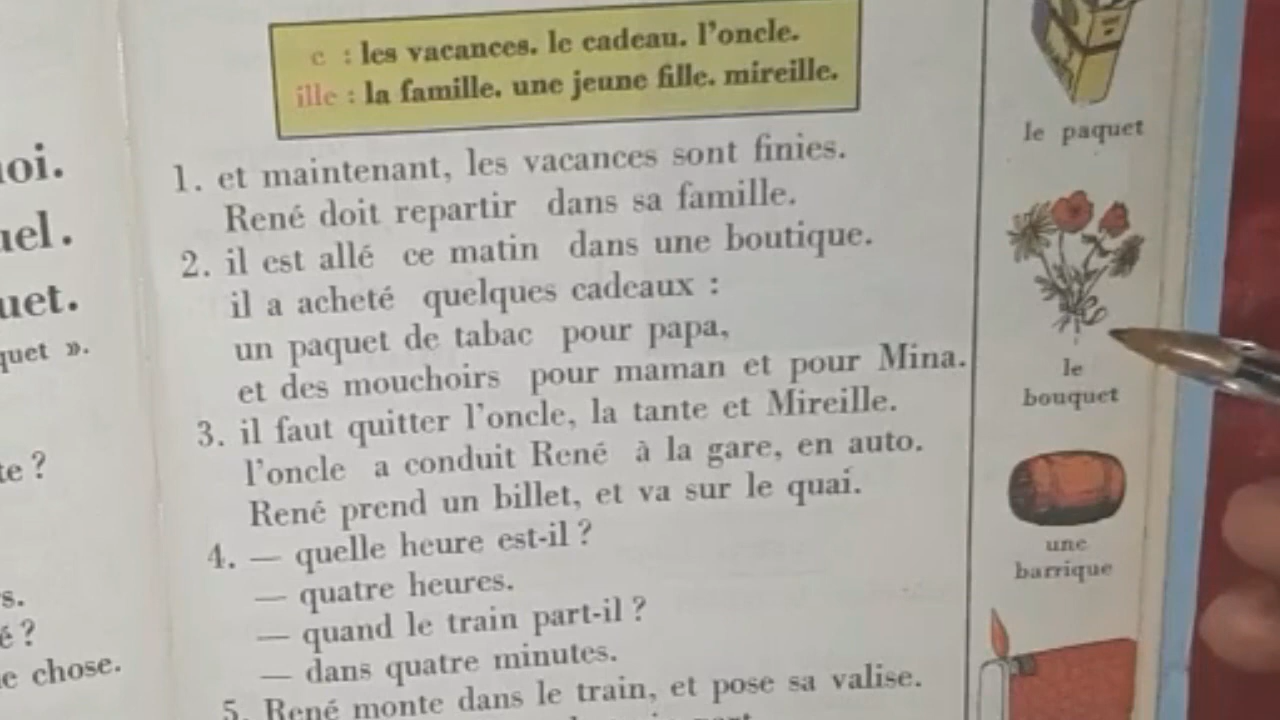 c : les vacances. le cadeau. l'oncle.
ille : la famille. une jeune fille. mireille.
1. et maintenant, les vacances sont finies.
René doit repartir dans sa famille.
2. il est allé ce matin dans une boutique.
il a acheté quelques cadeaux :
un paquet de tabac pour papa,
et des mouchoirs pour maman et pour Mina.
3. il faut quitter l'oncle, la tante et Mireille.
l'oncle a conduit René à la gare, en auto.
René prend un billet, et va sur le quai.
4. — quelle heure est-il ?
— quatre heures.
— quand le train part-il ?
— dans quatre minutes.
5. René monte dans le train, et pose sa valise.
le paquet
le
bouquet
une
barrique
quet ».
e chose.